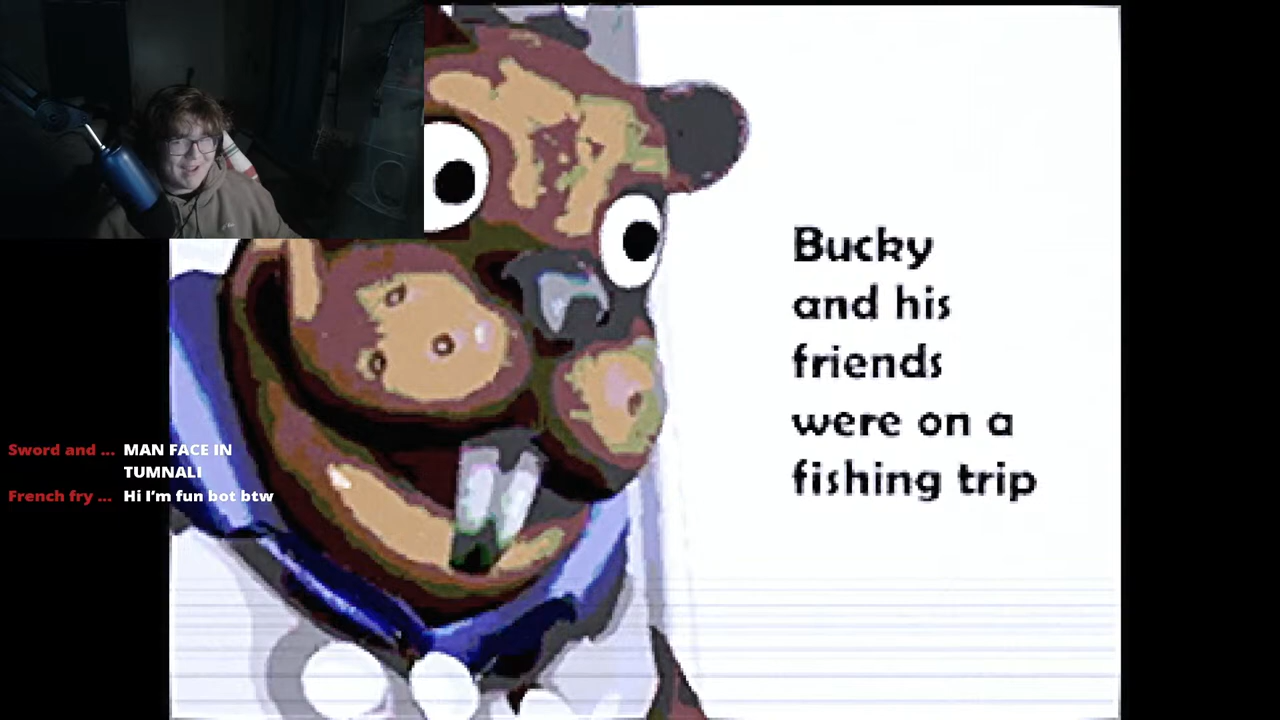 Bucky
and his
friends
were on a
fishing trip
Sword and ... MAN FACE IN
TUMNALI
French fry ... Hi I'm fun bot btw